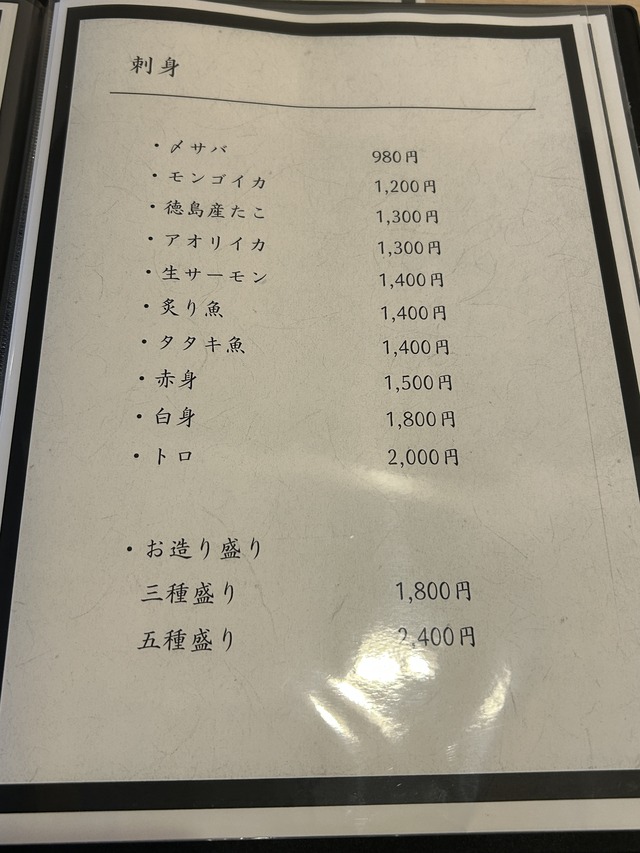 刺身
・〆サバ 980円
・モンゴイカ 1,200円
・徳島産たこ 1,300円
・アオリイカ 1,300円
・生サーモン 1,400円
・炙り魚 1,400円
・タタキ魚 1,400円
・赤身 1,500円
・白身 1,800円
・トロ 2,000円
・お造り盛り
三種盛り 1,800円
五種盛り 2,400円